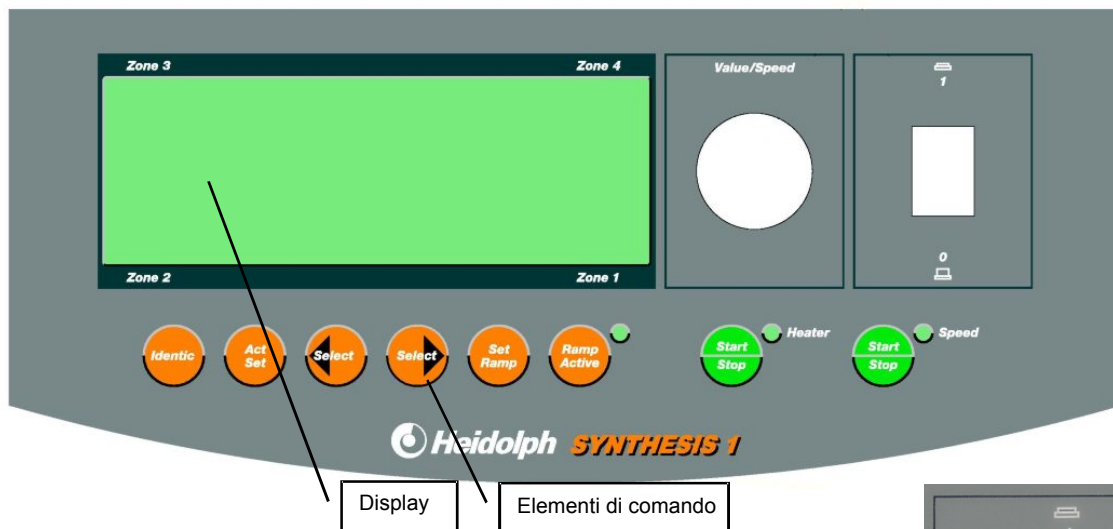 Zone 3 Zone 4 Value/Speed
1
0
Zone 2 Zone 1
Identic Act Set Select Select Set Ramp Ramp Active Start Stop Heater Start Stop Speed
Heidolph SYNTHESIS 1
Display Elementi di comando